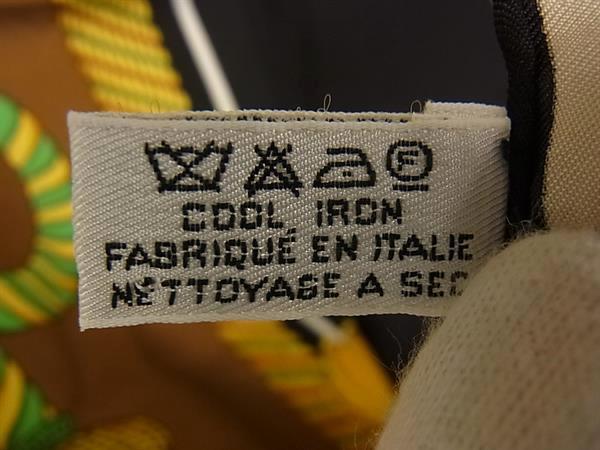 F
COOL IRON
FABRIQUÉ EN ITALIE
NETTOYAGE A SEC